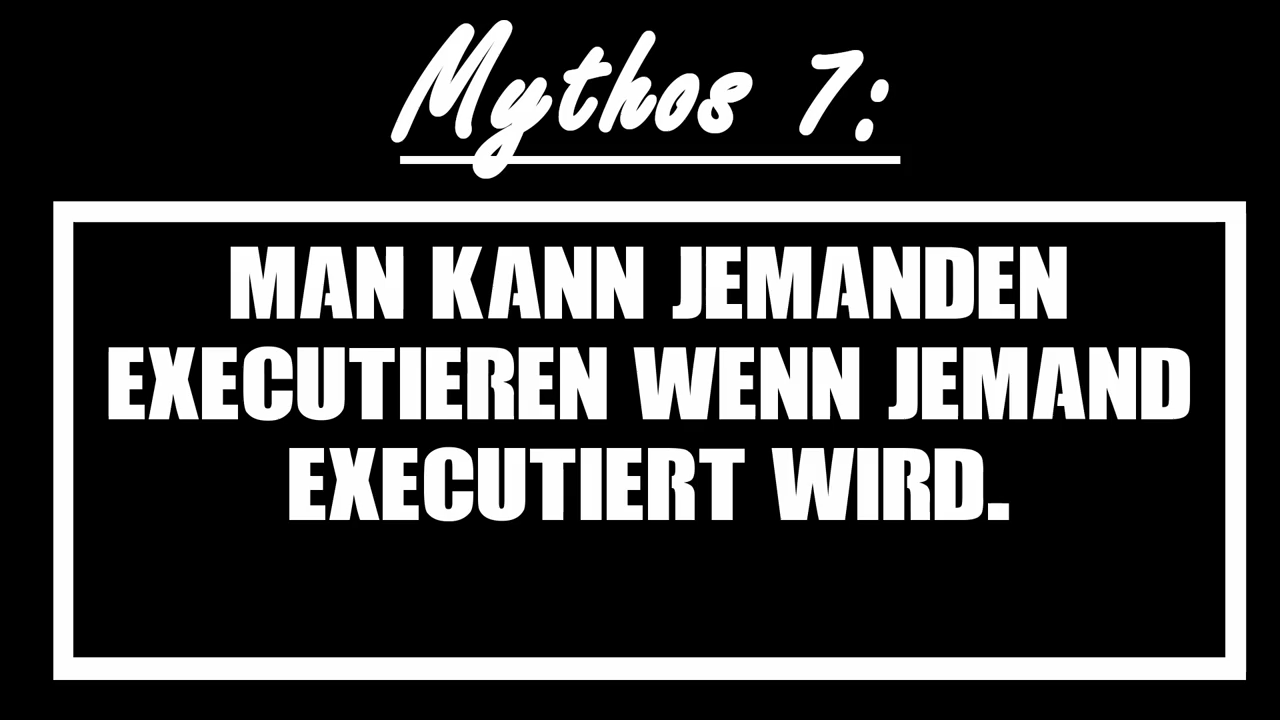 Mythos 7:
MAN KANN JEMANDEN
EXECUTIEREN WENN JEMAND
EXECUTIERT WIRD.